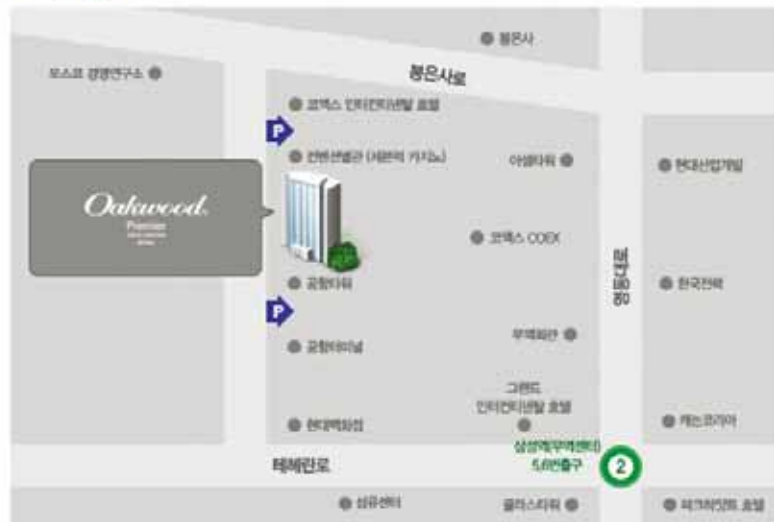 봉은사
포스코 경영연구소
봉은사로
코엑스 인터컨티넨탈 호텔
P
컨벤션별관 (세븐럭 카지노)
아셈타워
현대산업개발
Oakwood
Premier
코엑스 COEX
공항타워
영동대로
한국전력
P
무역회관
공항터미널
그랜드
인터컨티넨탈 호텔
현대백화점
캐논코리아
삼성역(무역센터)
5,6번출구
2
테헤란로
섬유센터
글라스타워
파크하얏트 호텔